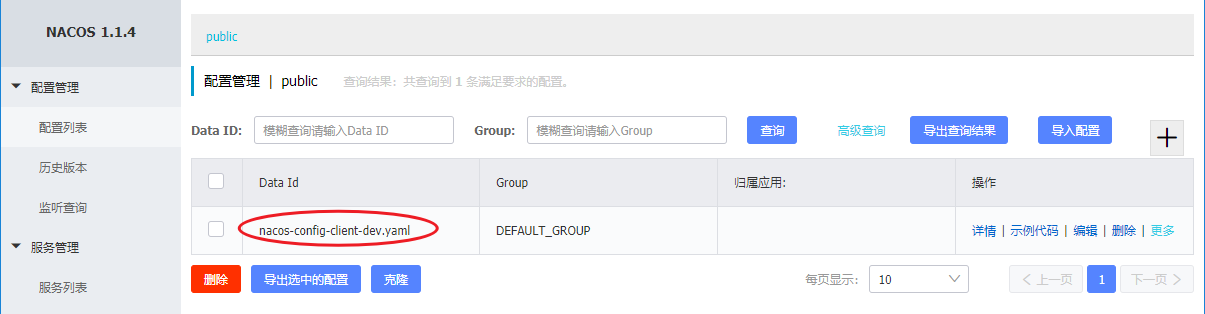 NACOS 1.1.4
配置管理
配置列表
历史版本
监听查询
服务管理
服务列表
public
配置管理 | public 查询结果：共查询到 1 条满足要求的配置。
Data ID: 模糊查询请输入Data ID Group: 模糊查询请输入Group 查询 高级查询 导出查询结果 导入配置
Data Id Group 归属应用: 操作
nacos-config-client-dev.yaml DEFAULT_GROUP 详情 | 示例代码 | 编辑 | 删除 | 更多
删除 导出选中的配置 克隆 每页显示: 10 上一页 1 下一页